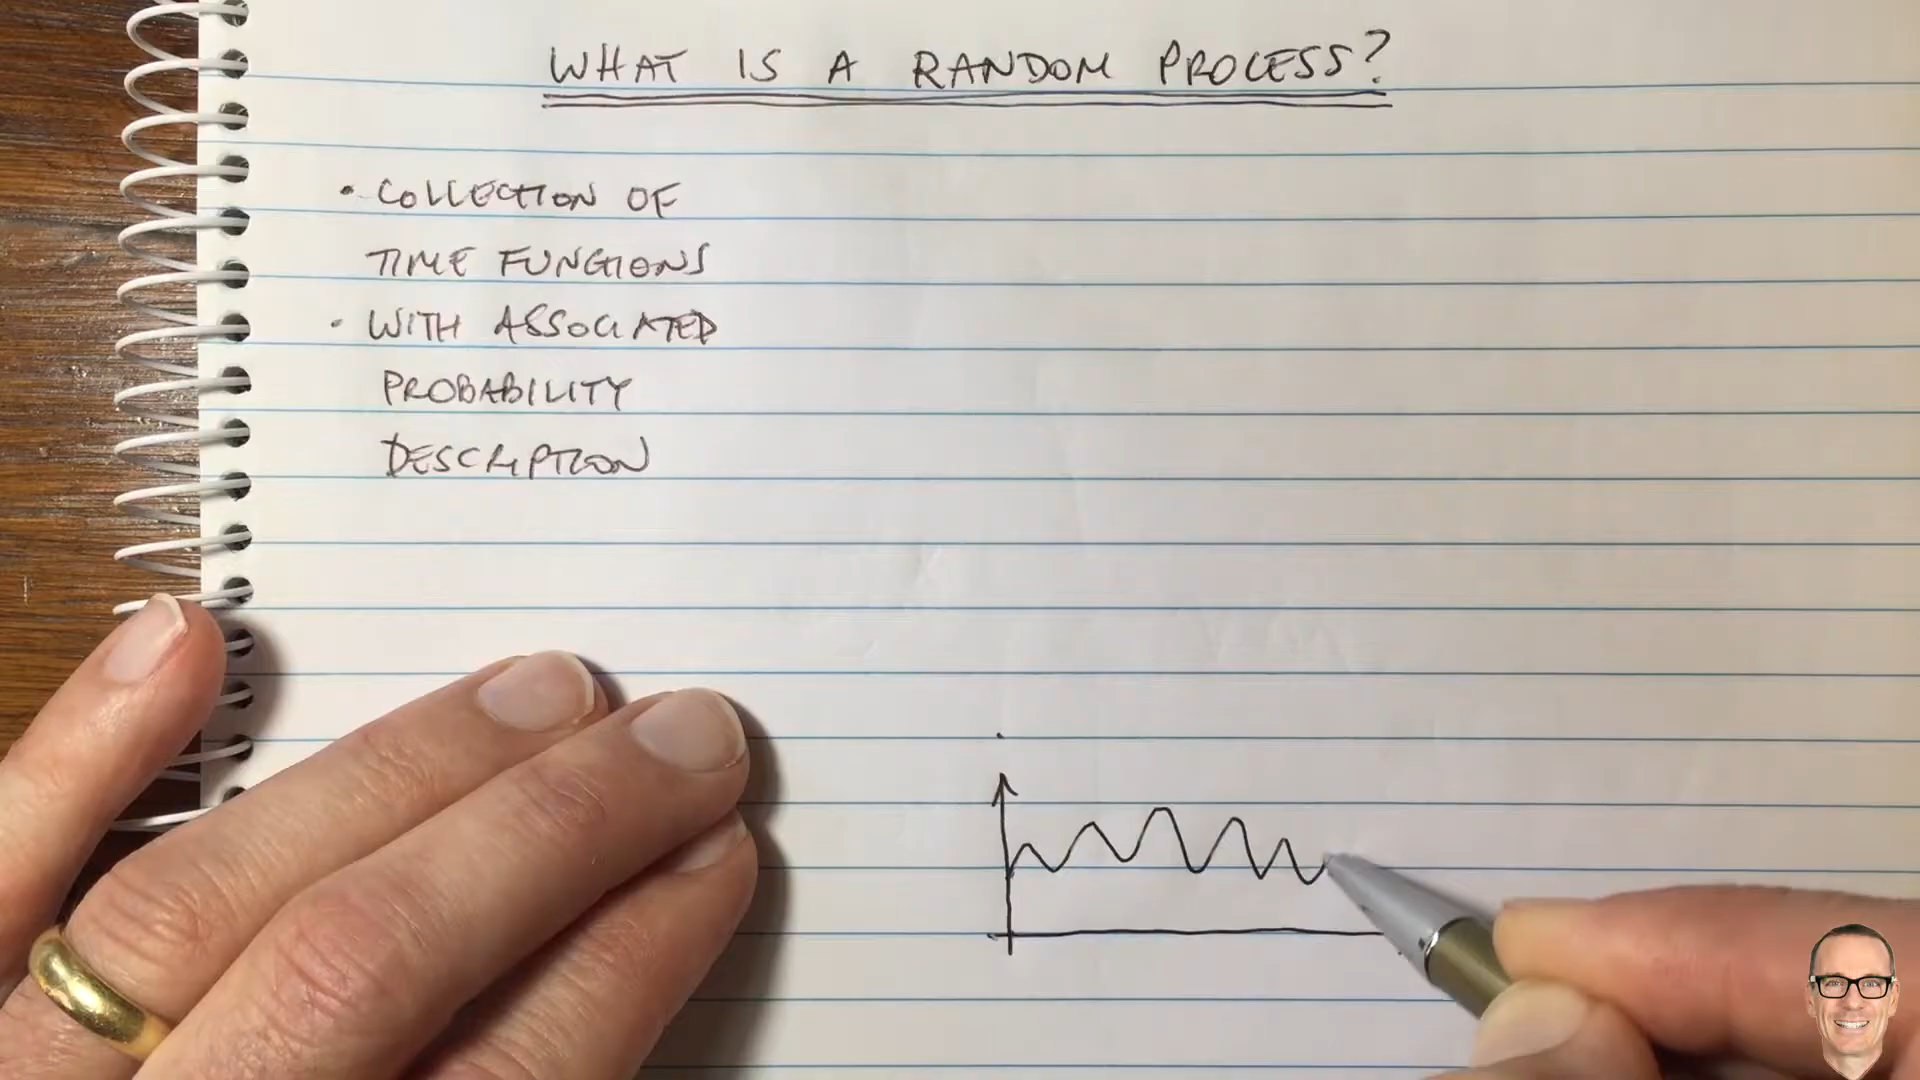 WHAT IS A RANDOM PROCESS?
• COLLECTION OF
TIME FUNCTIONS
• WITH ASSOCIATED
PROBABILITY
DESCRIPTION